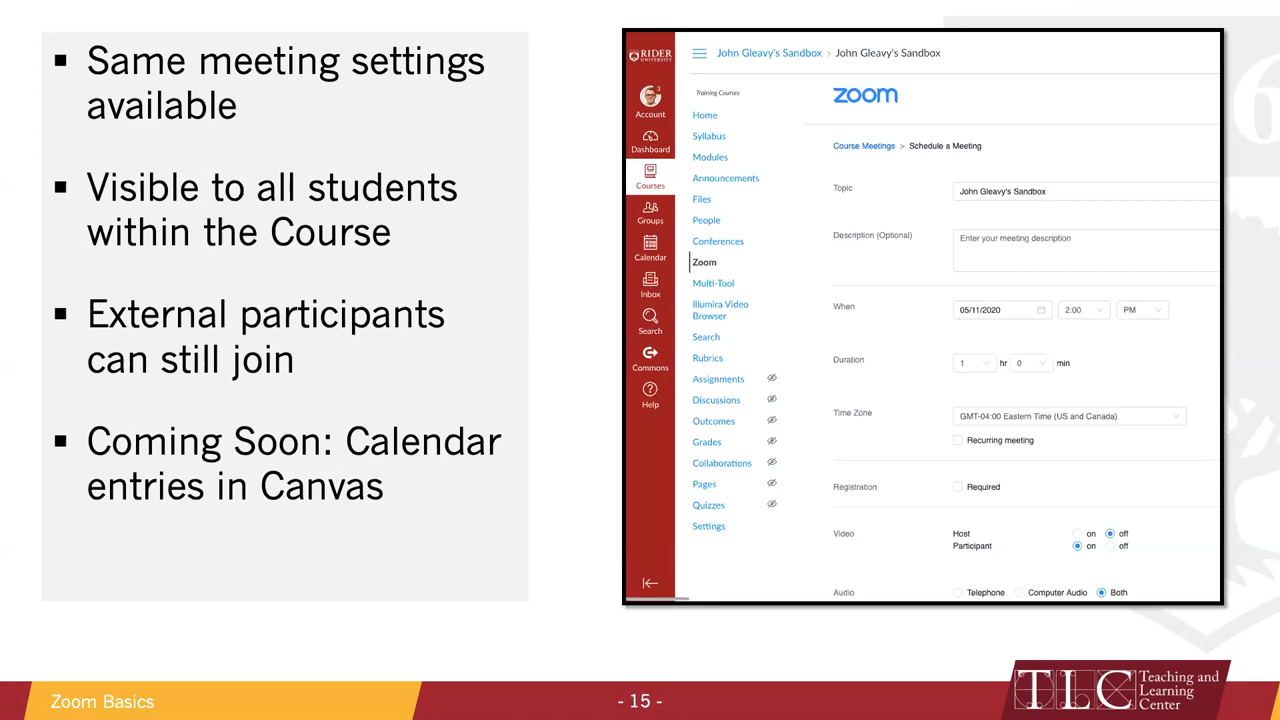 ▪ Same meeting settings
available
▪ Visible to all students
within the Course
▪ External participants
can still join
▪ Coming Soon: Calendar
entries in Canvas
RIDER
UNIVERSITY
3
Account
Dashboard
Courses
Groups
Calendar
Inbox
Search
Commons
Help
John Gleavy's Sandbox › John Gleavy's Sandbox
Training Courses
Home
Syllabus
Modules
Announcements
Files
People
Conferences
Zoom
Multi-Tool
Illumira Video
Browser
Search
Rubrics
Assignments
Discussions
Outcomes
Grades
Collaborations
Pages
Quizzes
Settings
zoom
Course Meetings > Schedule a Meeting
Topic John Gleavy's Sandbox
Description (Optional) Enter your meeting description
When 05/11/2020 2:00 PM
Duration 1 hr 0 min
Time Zone GMT-04:00 Eastern Time (US and Canada)
Recurring meeting
Registration Required
Video Host on off
Participant on off
Audio Telephone Computer Audio Both
6
Zoom Basics
- 15 -
TLC Teaching and
Learning
Center